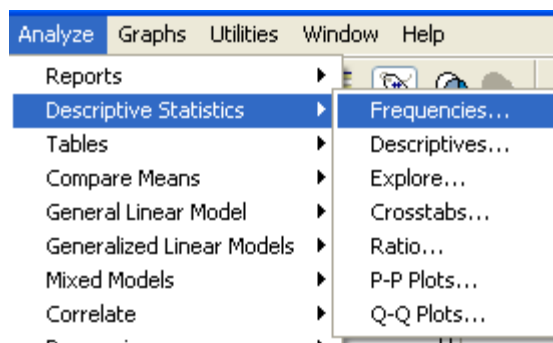 Analyze Graphs Utilities Window Help
Reports
Descriptive Statistics
Tables
Compare Means
General Linear Model
Generalized Linear Models
Mixed Models
Correlate
Frequencies...
Descriptives...
Explore...
Crosstabs...
Ratio...
P-P Plots...
Q-Q Plots...